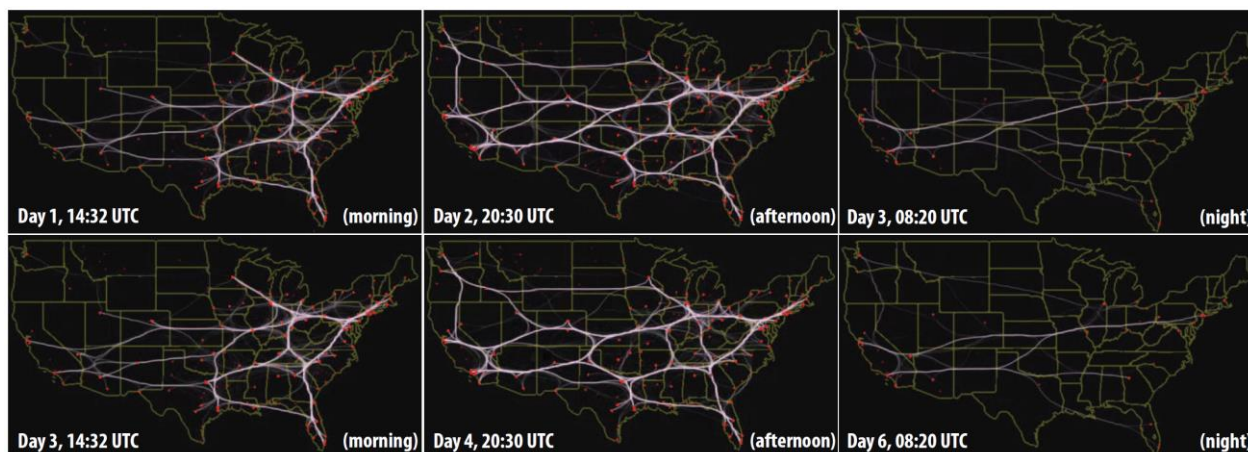 Day 1, 14:32 UTC (morning)
Day 2, 20:30 UTC (afternoon)
Day 3, 08:20 UTC (night)
Day 3, 14:32 UTC (morning)
Day 4, 20:30 UTC (afternoon)
Day 6, 08:20 UTC (night)